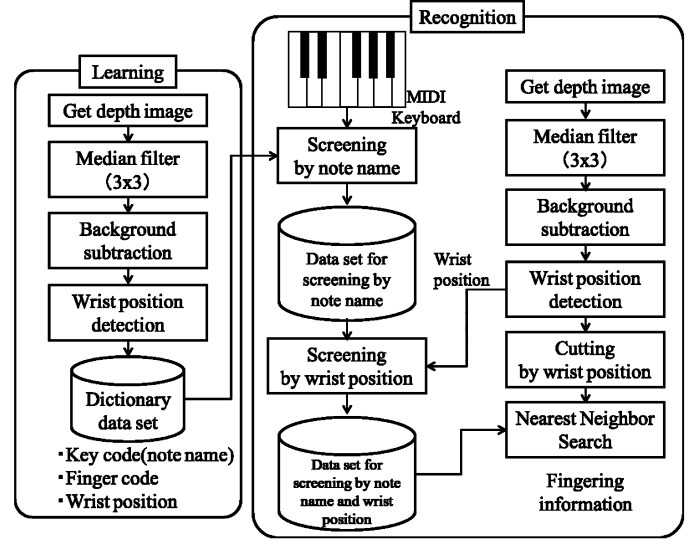 Learning
Get depth image
Median filter
(3x3)
Background
subtraction
Wrist position
detection
Dictionary
data set
・Key code(note name)
・Finger code
・Wrist position
Recognition
MIDI
Keyboard
Screening
by note name
Data set for
screening by
note name
Wrist
position
Screening
by wrist position
Data set for
screening by note
name and wrist
position
Get depth image
Median filter
(3x3)
Background
subtraction
Wrist position
detection
Cutting
by wrist position
Nearest Neighbor
Search
Fingering
information